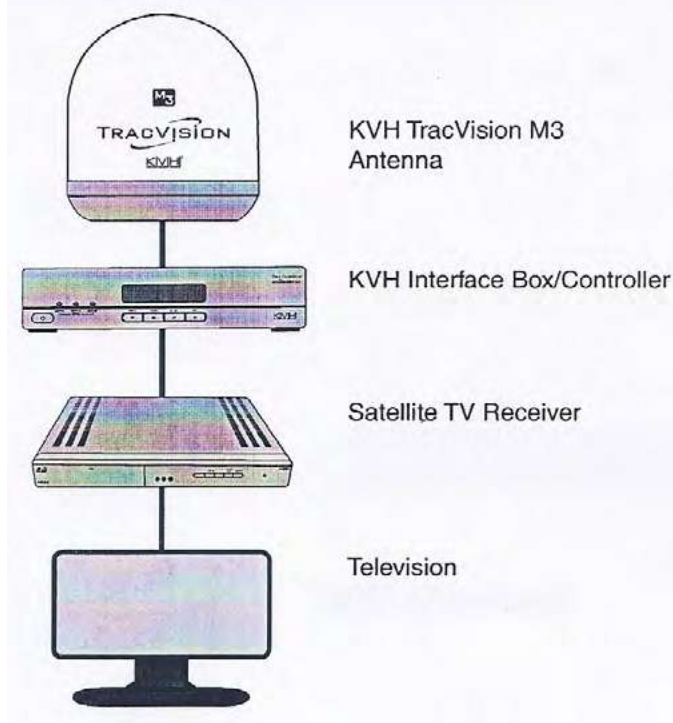 M3
TRACVISION
KVH
KVH TracVision M3
Antenna
KVH Interface Box/Controller
KVH
Satellite TV Receiver
Television